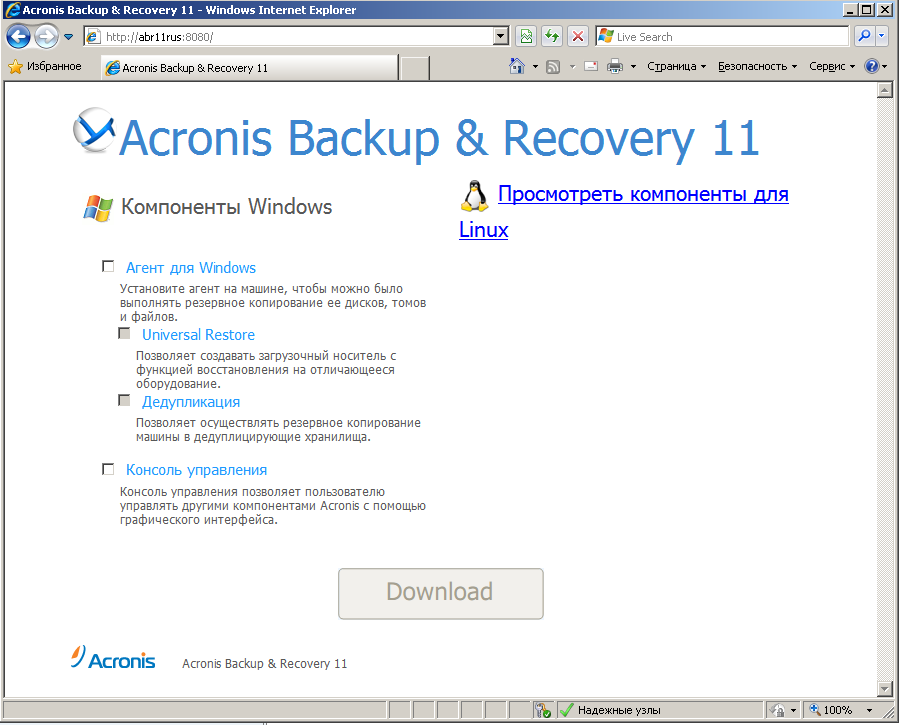 Acronis Backup & Recovery 11 - Windows Internet Explorer
http://abr11rus:8080/
Live Search
Избранное
Acronis Backup & Recovery 11
Страница
Безопасность
Сервис
Acronis Backup & Recovery 11
Компоненты Windows
Просмотреть компоненты для
Linux
Агент для Windows
Установите агент на машине, чтобы можно было
выполнять резервное копирование ее дисков, томов
и файлов.
Universal Restore
Позволяет создавать загрузочный носитель с
функцией восстановления на отличающееся
оборудование.
Дедупликация
Позволяет осуществлять резервное копирование
машины в дедуплицирующие хранилища.
Консоль управления
Консоль управления позволяет пользователю
управлять другими компонентами Acronis с помощью
графического интерфейса.
Download
Acronis
Acronis Backup & Recovery 11
Надежные узлы
100%